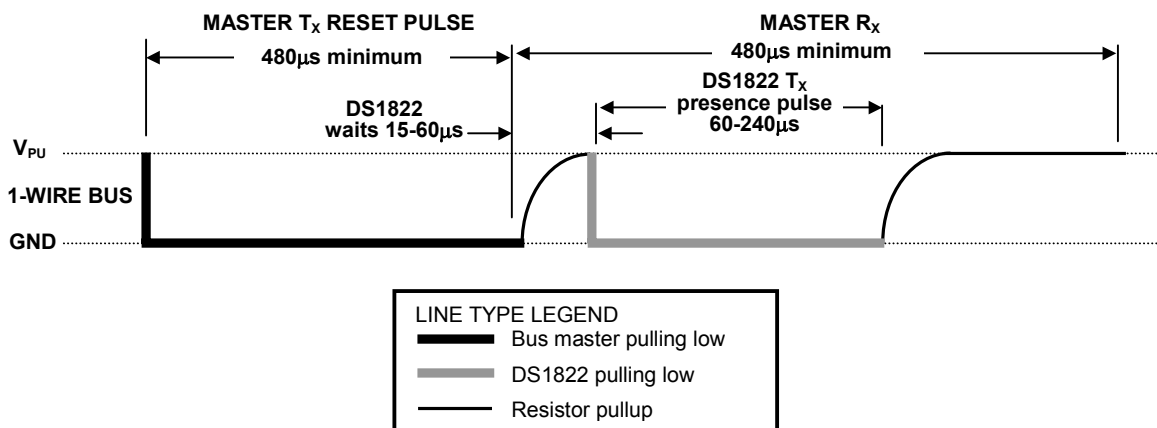 MASTER TX RESET PULSE
480µs minimum
MASTER RX
480µs minimum
DS1822
waits 15-60µs
DS1822 TX
presence pulse
60-240µs
VPU
1-WIRE BUS
GND
LINE TYPE LEGEND
Bus master pulling low
DS1822 pulling low
Resistor pullup